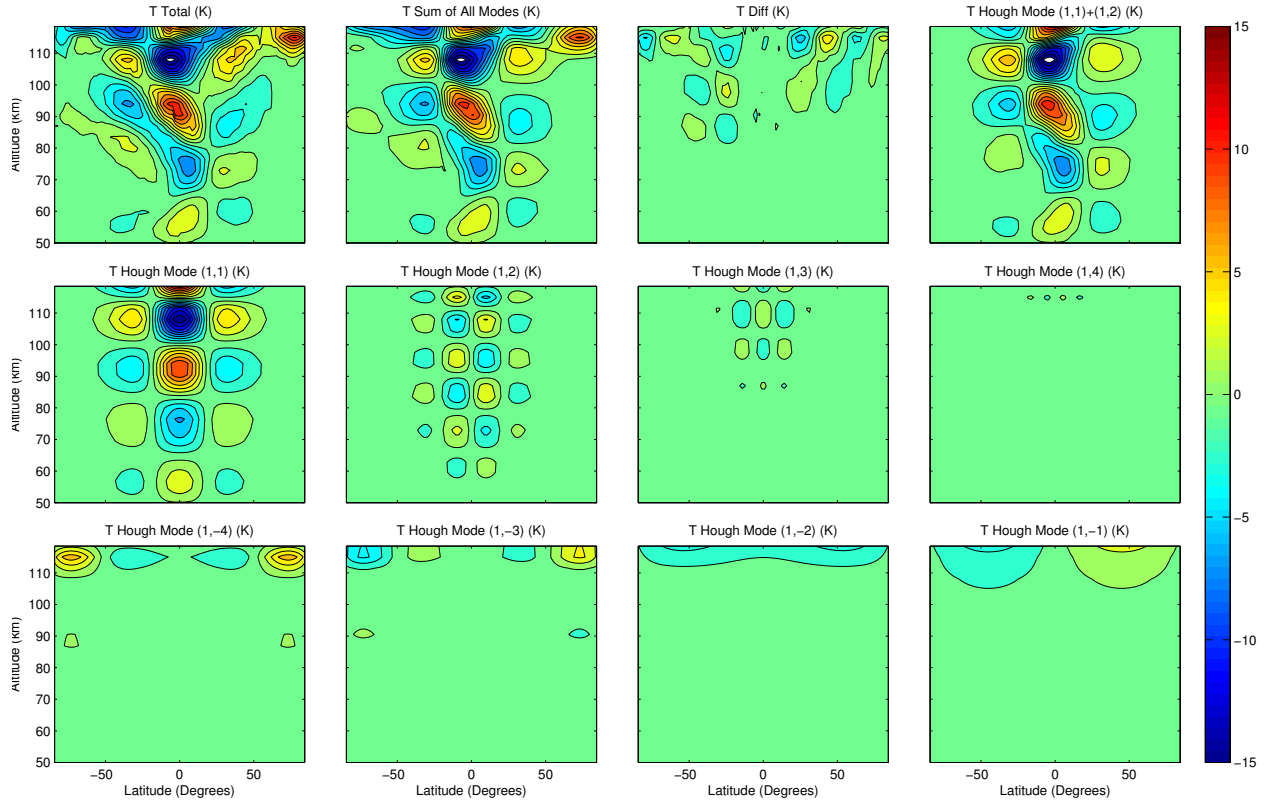 T Total (K)
T Sum of All Modes (K)
T Diff (K)
T Hough Mode (1,1)+(1,2) (K)
15
10
5
0
−5
−10
−15
Altitude (km)
110
100
90
80
70
60
50
T Hough Mode (1,1) (K)
T Hough Mode (1,2) (K)
T Hough Mode (1,3) (K)
T Hough Mode (1,4) (K)
Altitude (km)
110
100
90
80
70
60
50
T Hough Mode (1,−4) (K)
T Hough Mode (1,−3) (K)
T Hough Mode (1,−2) (K)
T Hough Mode (1,−1) (K)
Altitude (km)
110
100
90
80
70
60
50
−50 0 50
−50 0 50
−50 0 50
−50 0 50
Latitude (Degrees)
Latitude (Degrees)
Latitude (Degrees)
Latitude (Degrees)